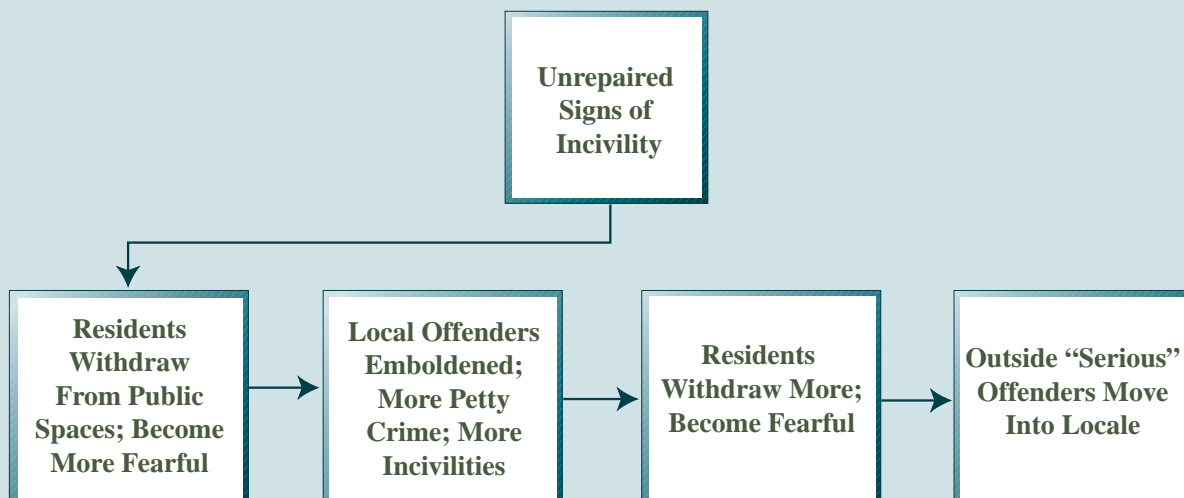 Unrepaired
Signs of
Incivility
Residents
Withdraw
From Public
Spaces; Become
More Fearful
Local Offenders
Emboldened;
More Petty
Crime; More
Incivilities
Residents
Withdraw More;
Become Fearful
Outside “Serious”
Offenders Move
Into Locale